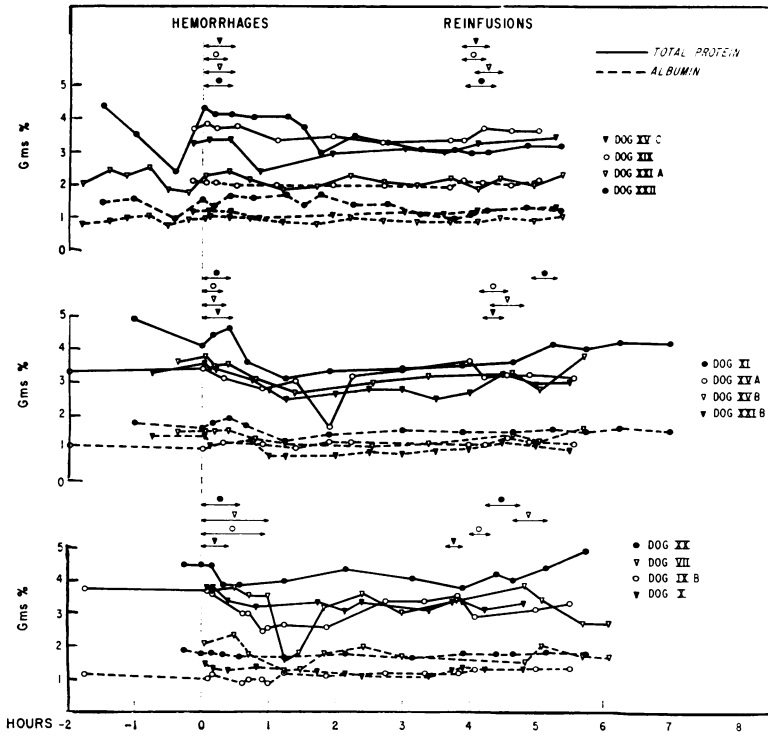 HEMORRHAGES REINFUSIONS
TOTAL PROTEIN
ALBUMIN
5
4
3
2
1
0
Gms %
DOG XV C
DOG XIX
DOG XXI A
DOG XXII
5
4
3
2
1
0
Gms %
DOG XI
DOG XV A
DOG XV B
DOG XXI B
5
4
3
2
1
Gms %
DOG XX
DOG VII
DOG IX B
DOG X
HOURS -2 -1 0 1 2 3 4 5 6 7 8